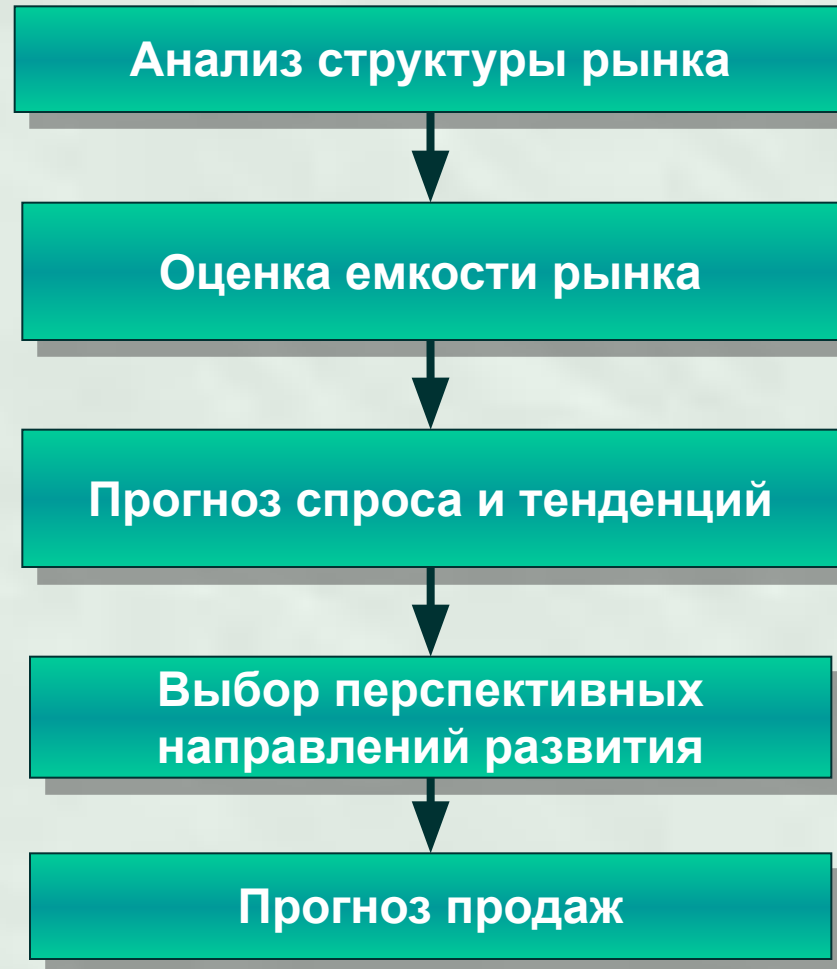 Анализ структуры рынка
Оценка емкости рынка
Прогноз спроса и тенденций
Выбор перспективных
направлений развития
Прогноз продаж